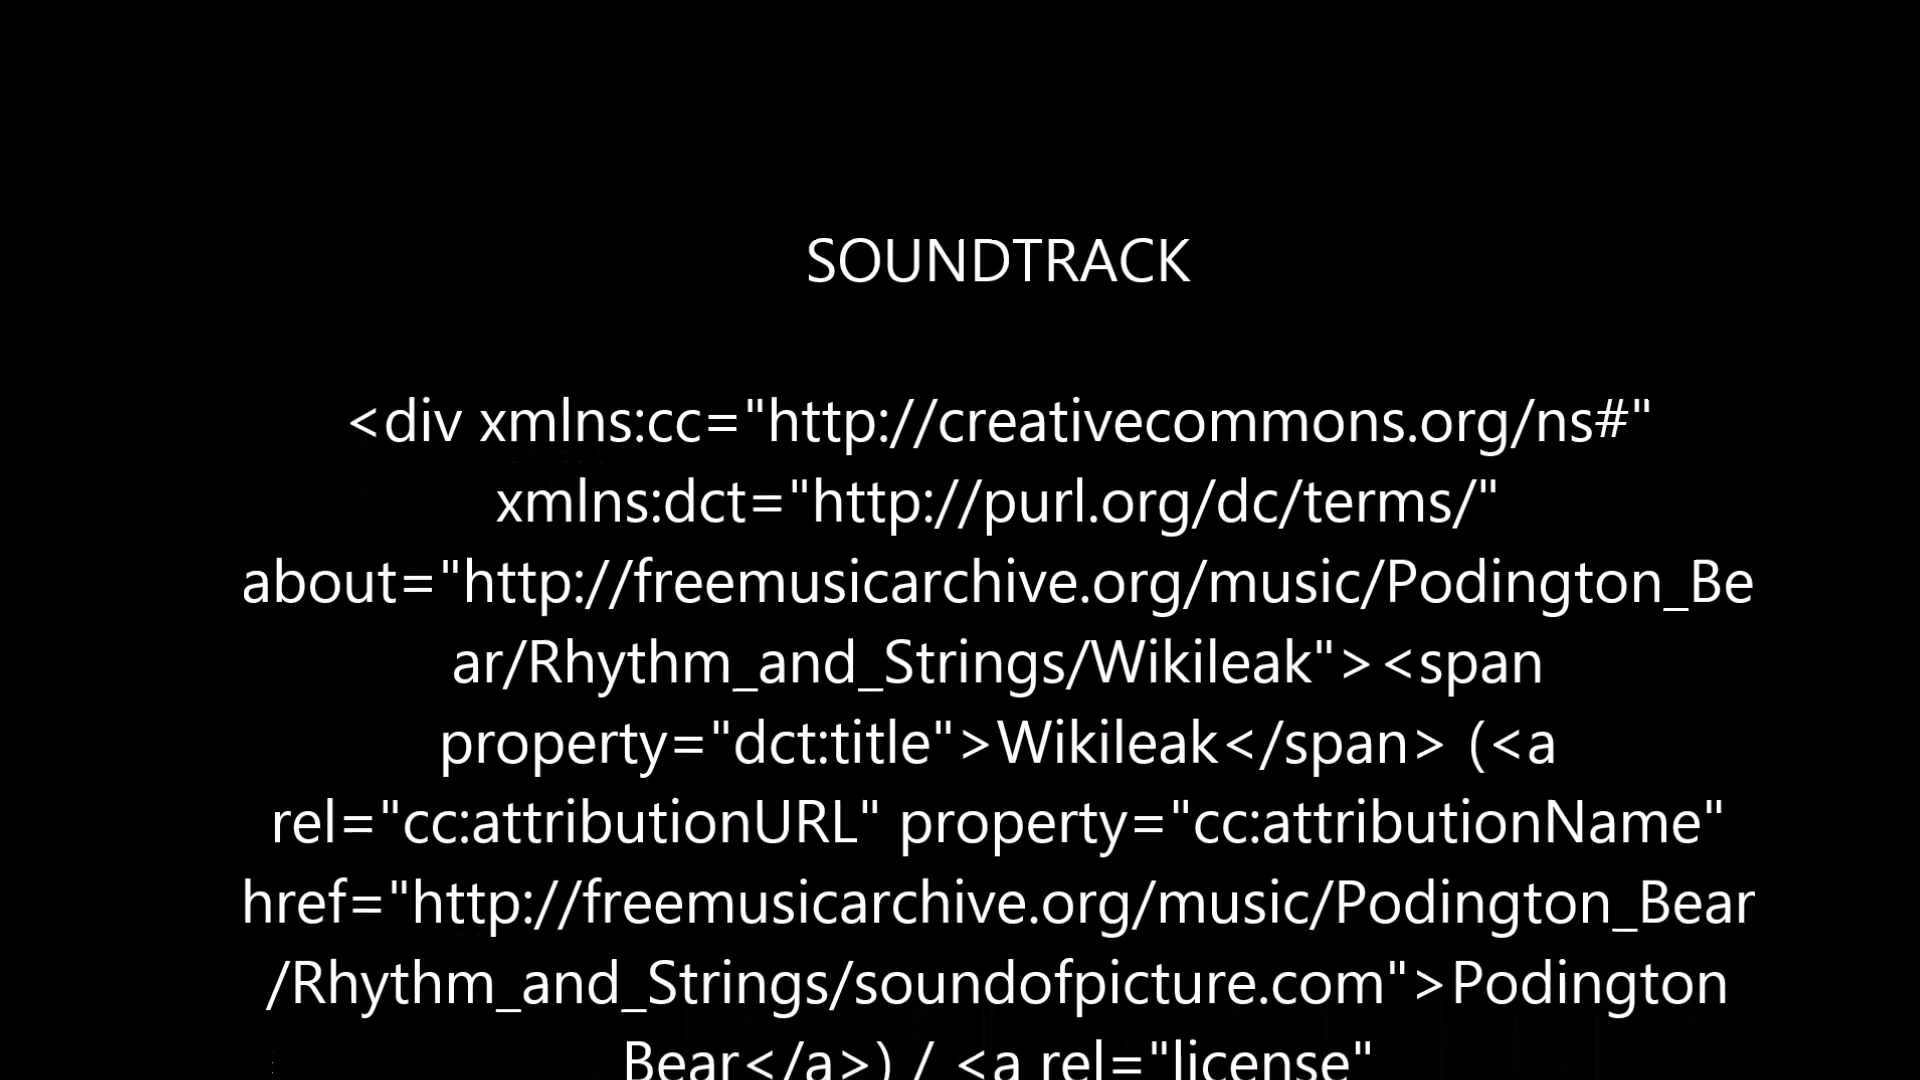 SOUNDTRACK
<div xmlns:cc="http://creativecommons.org/ns#"
xmlns:dct="http://purl.org/dc/terms/"
about="http://freemusicarchive.org/music/Podington_Be
ar/Rhythm_and_Strings/Wikileak"><span
property="dct:title">Wikileak</span> (<a
rel="cc:attributionURL" property="cc:attributionName"
href="http://freemusicarchive.org/music/Podington_Bear
/Rhythm_and_Strings/soundofpicture.com">Podington
Bear</a>) / <a rel="license"